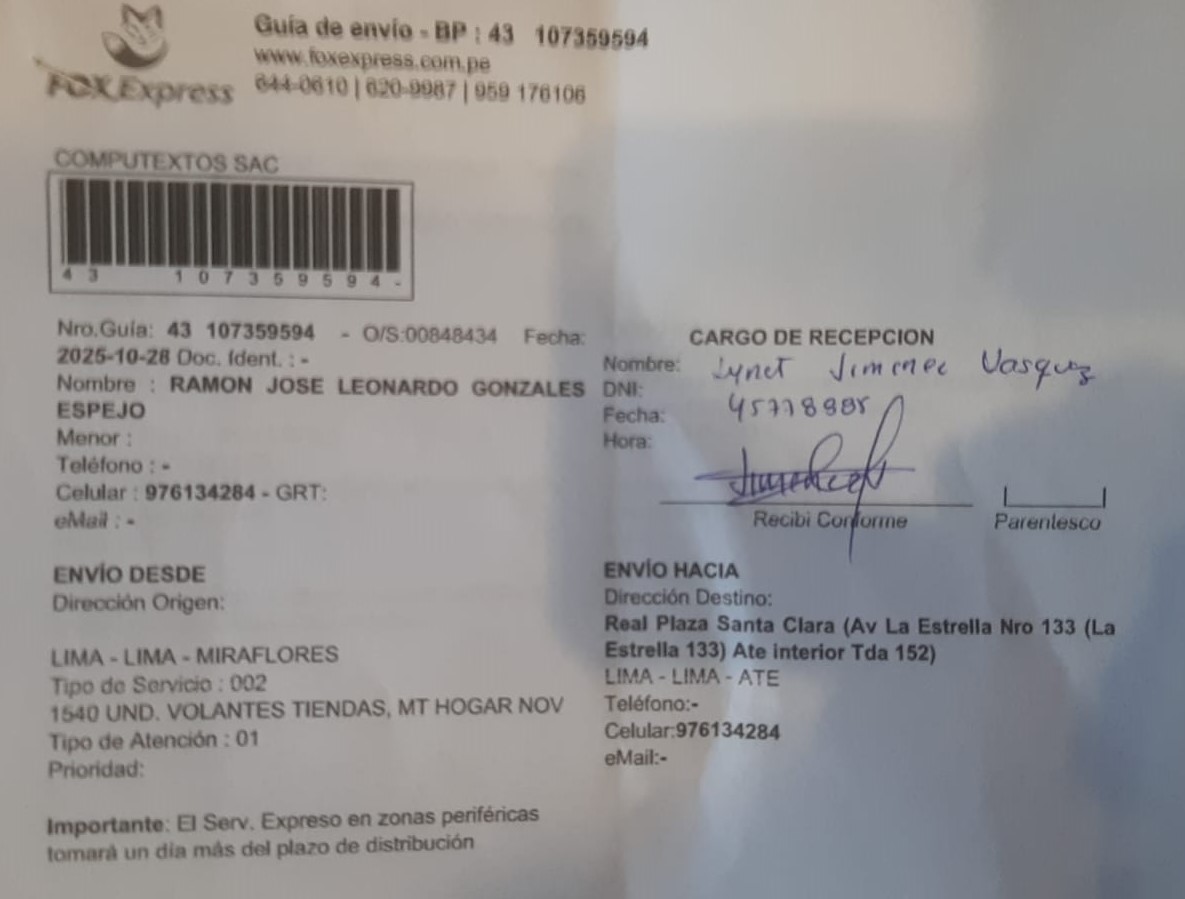 FOX Express
Guía de envío - BP : 43 107359594
www.foxexpress.com.pe
644-0610 | 620-9987 | 959 176106
COMPUTEXTOS SAC
43 107359594-
Nro.Guía: 43 107359594 - O/S:00848434 Fecha:
2025-10-28 Doc. Ident. : -
Nombre : RAMON JOSE LEONARDO GONZALES
ESPEJO
Menor :
Teléfono : -
Celular : 976134284 - GRT:
eMail : -
CARGO DE RECEPCION
Nombre: Lynet Jimenez Vasquez
DNI:
Fecha:
Hora:
Recibi Conforme
Parentesco
ENVÍO DESDE
Dirección Origen:
LIMA - LIMA - MIRAFLORES
Tipo de Servicio : 002
1540 UND. VOLANTES TIENDAS, MT HOGAR NOV
Tipo de Atención : 01
Prioridad:
ENVÍO HACIA
Dirección Destino:
Real Plaza Santa Clara (Av La Estrella Nro 133 (La
Estrella 133) Ate interior Tda 152)
LIMA - LIMA - ATE
Teléfono:-
Celular:976134284
eMail:-
Importante: El Serv. Expreso en zonas periféricas
tomará un día más del plazo de distribución